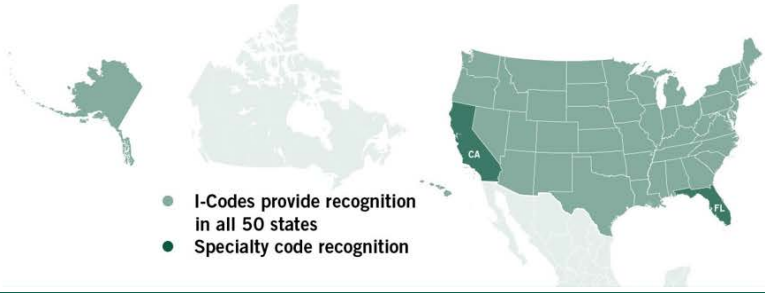 CA
FL
I-Codes provide recognition
in all 50 states
Specialty code recognition